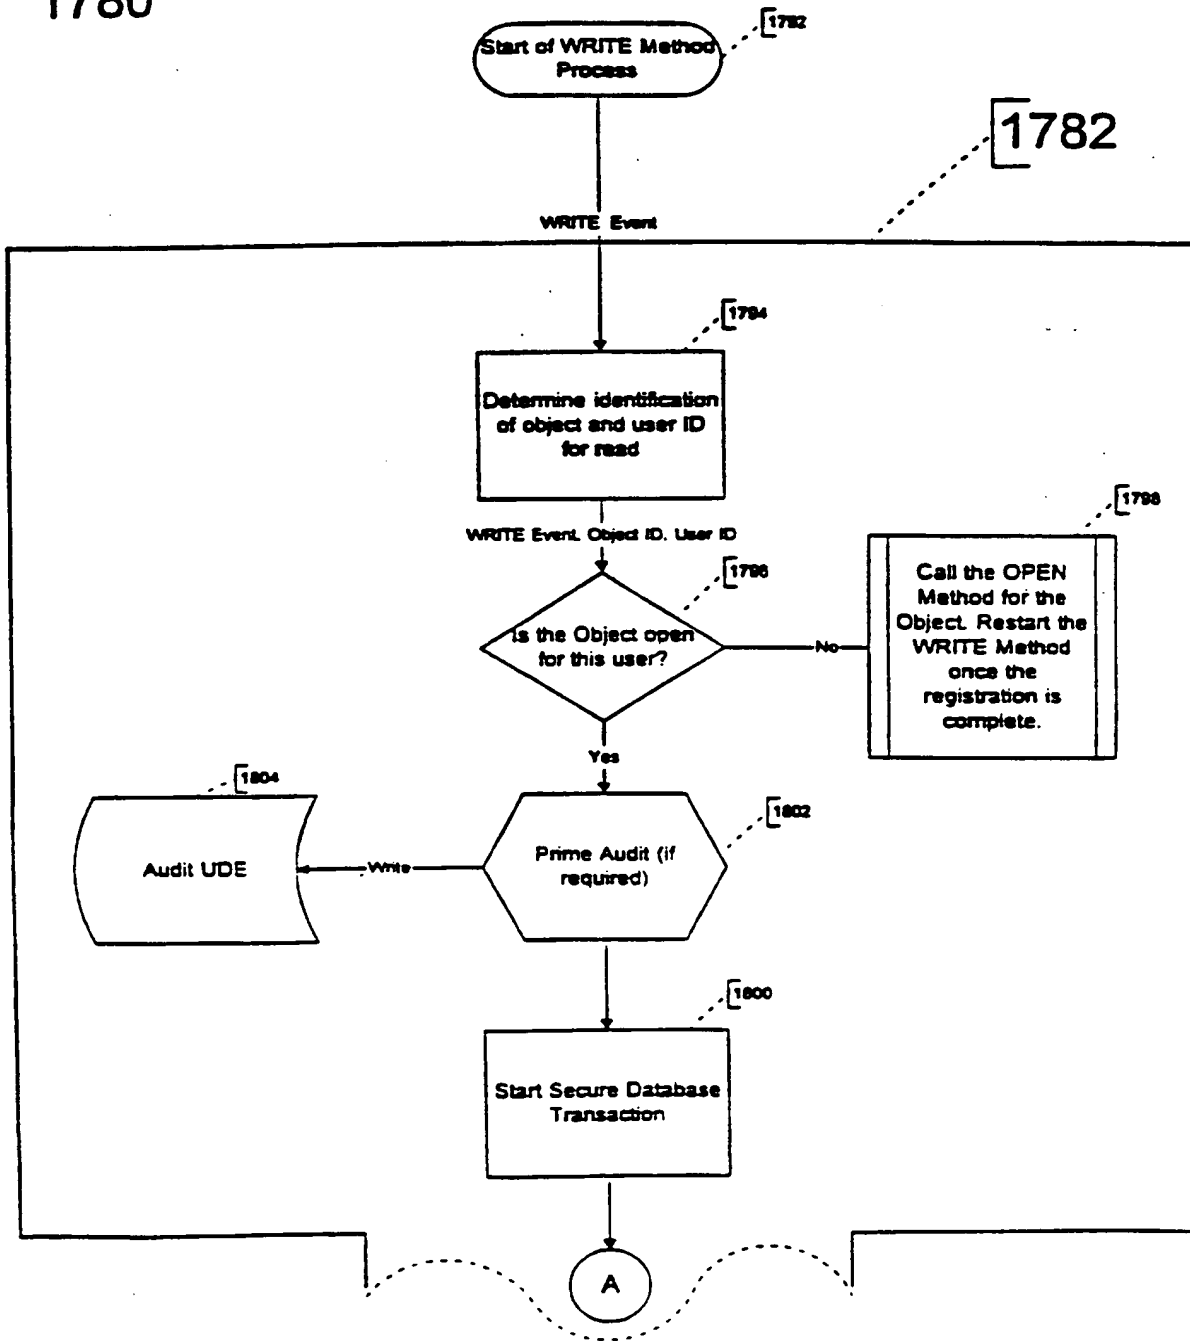 1780
Start of WRITE Method
Process
1792
1782
WRITE Event
1794
Determine identification
of object and user ID
for read
WRITE Event, Object ID, User ID
1796
Is the Object open
for this user?
No
1798
Call the OPEN
Method for the
Object. Restart the
WRITE Method
once the
registration is
complete.
Yes
1804
Audit UDE
Write
1802
Prime Audit (if
required)
1800
Start Secure Database
Transaction
A